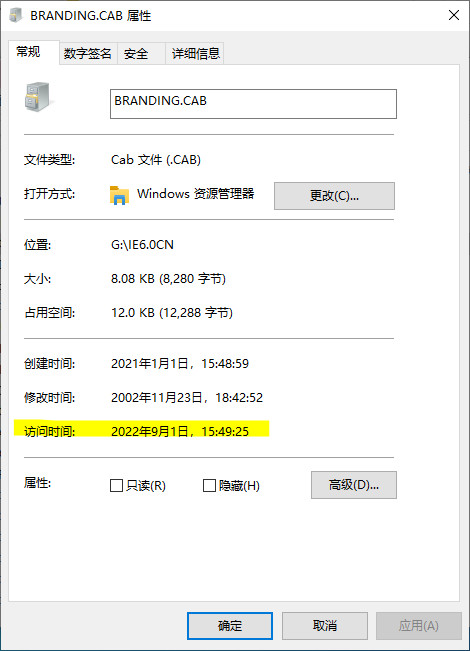 BRANDING.CAB 属性
常规 数字签名 安全 详细信息
BRANDING.CAB
文件类型: Cab 文件 (.CAB)
打开方式: Windows 资源管理器 更改(C)...
位置: G:\IE6.0CN
大小: 8.08 KB (8,280 字节)
占用空间: 12.0 KB (12,288 字节)
创建时间: 2021年1月1日，15:48:59
修改时间: 2002年11月23日，18:42:52
访问时间: 2022年9月1日，15:49:25
属性: 只读(R) 隐藏(H) 高级(D)...
确定 取消 应用(A)